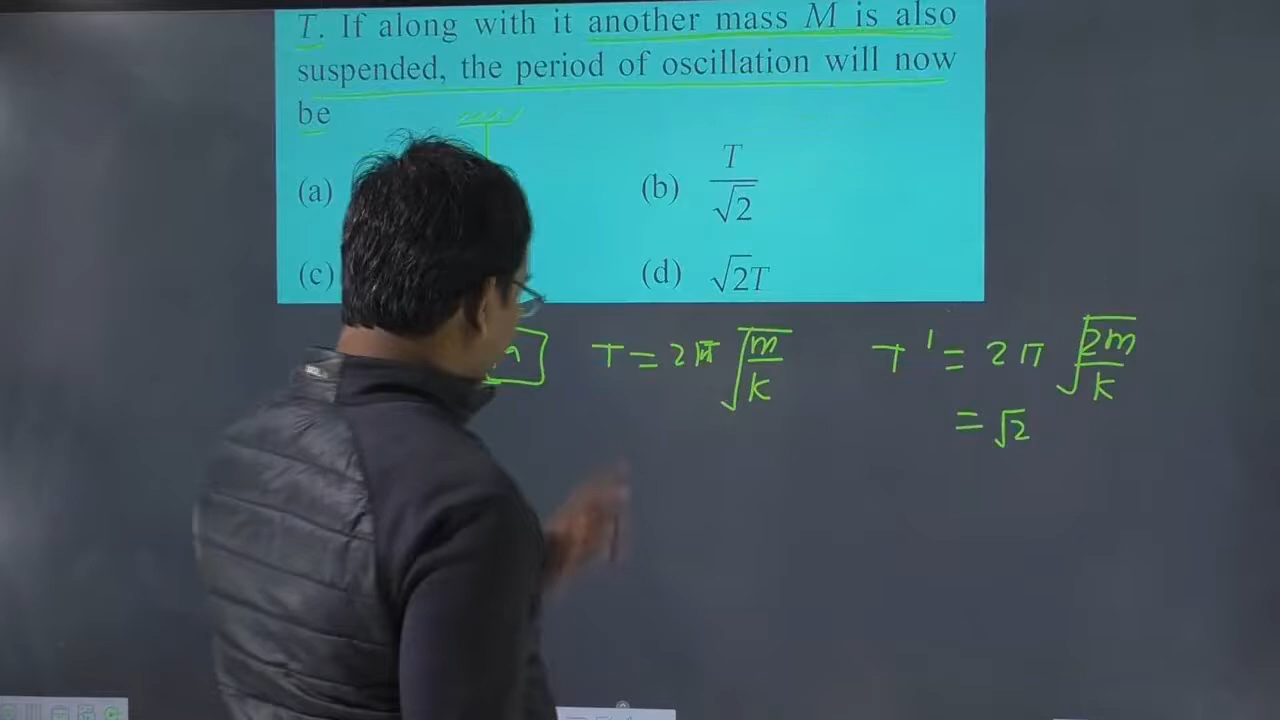 T. If along with it another mass M is also
suspended, the period of oscillation will now
be
(a)
(b) T/√2
(c)
(d) √2T
T = 2π √(m/k)
T' = 2π √(2m/k)
= √2